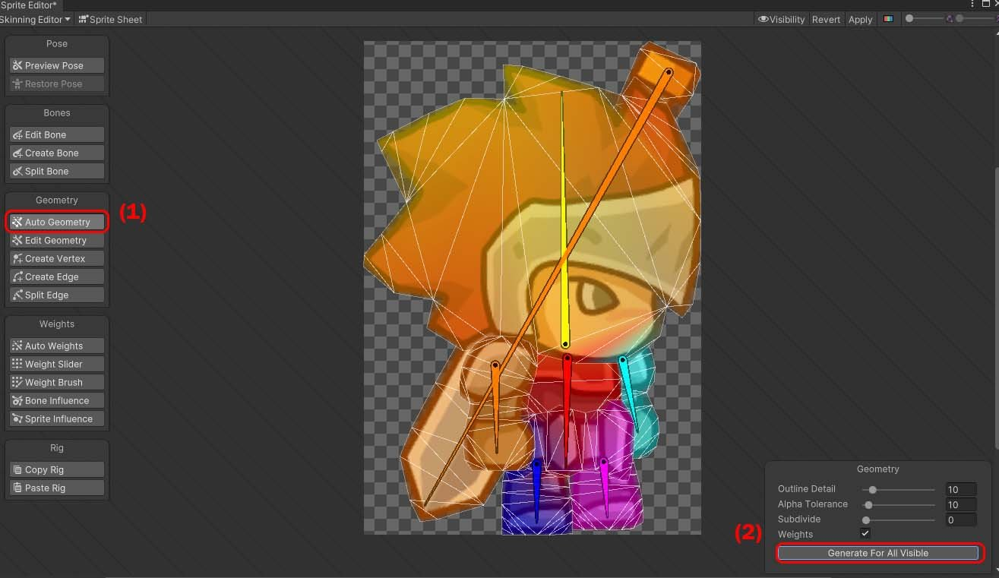 Sprite Editor*
Skinning Editor Sprite Sheet Visibility Revert Apply
Pose
Preview Pose
Restore Pose
Bones
Edit Bone
Create Bone
Split Bone
Geometry
Auto Geometry (1)
Edit Geometry
Create Vertex
Create Edge
Split Edge
Weights
Auto Weights
Weight Slider
Weight Brush
Bone Influence
Sprite Influence
Rig
Copy Rig
Paste Rig
Geometry
Outline Detail 10
Alpha Tolerance 10
Subdivide 0
Weights
(2) Generate For All Visible